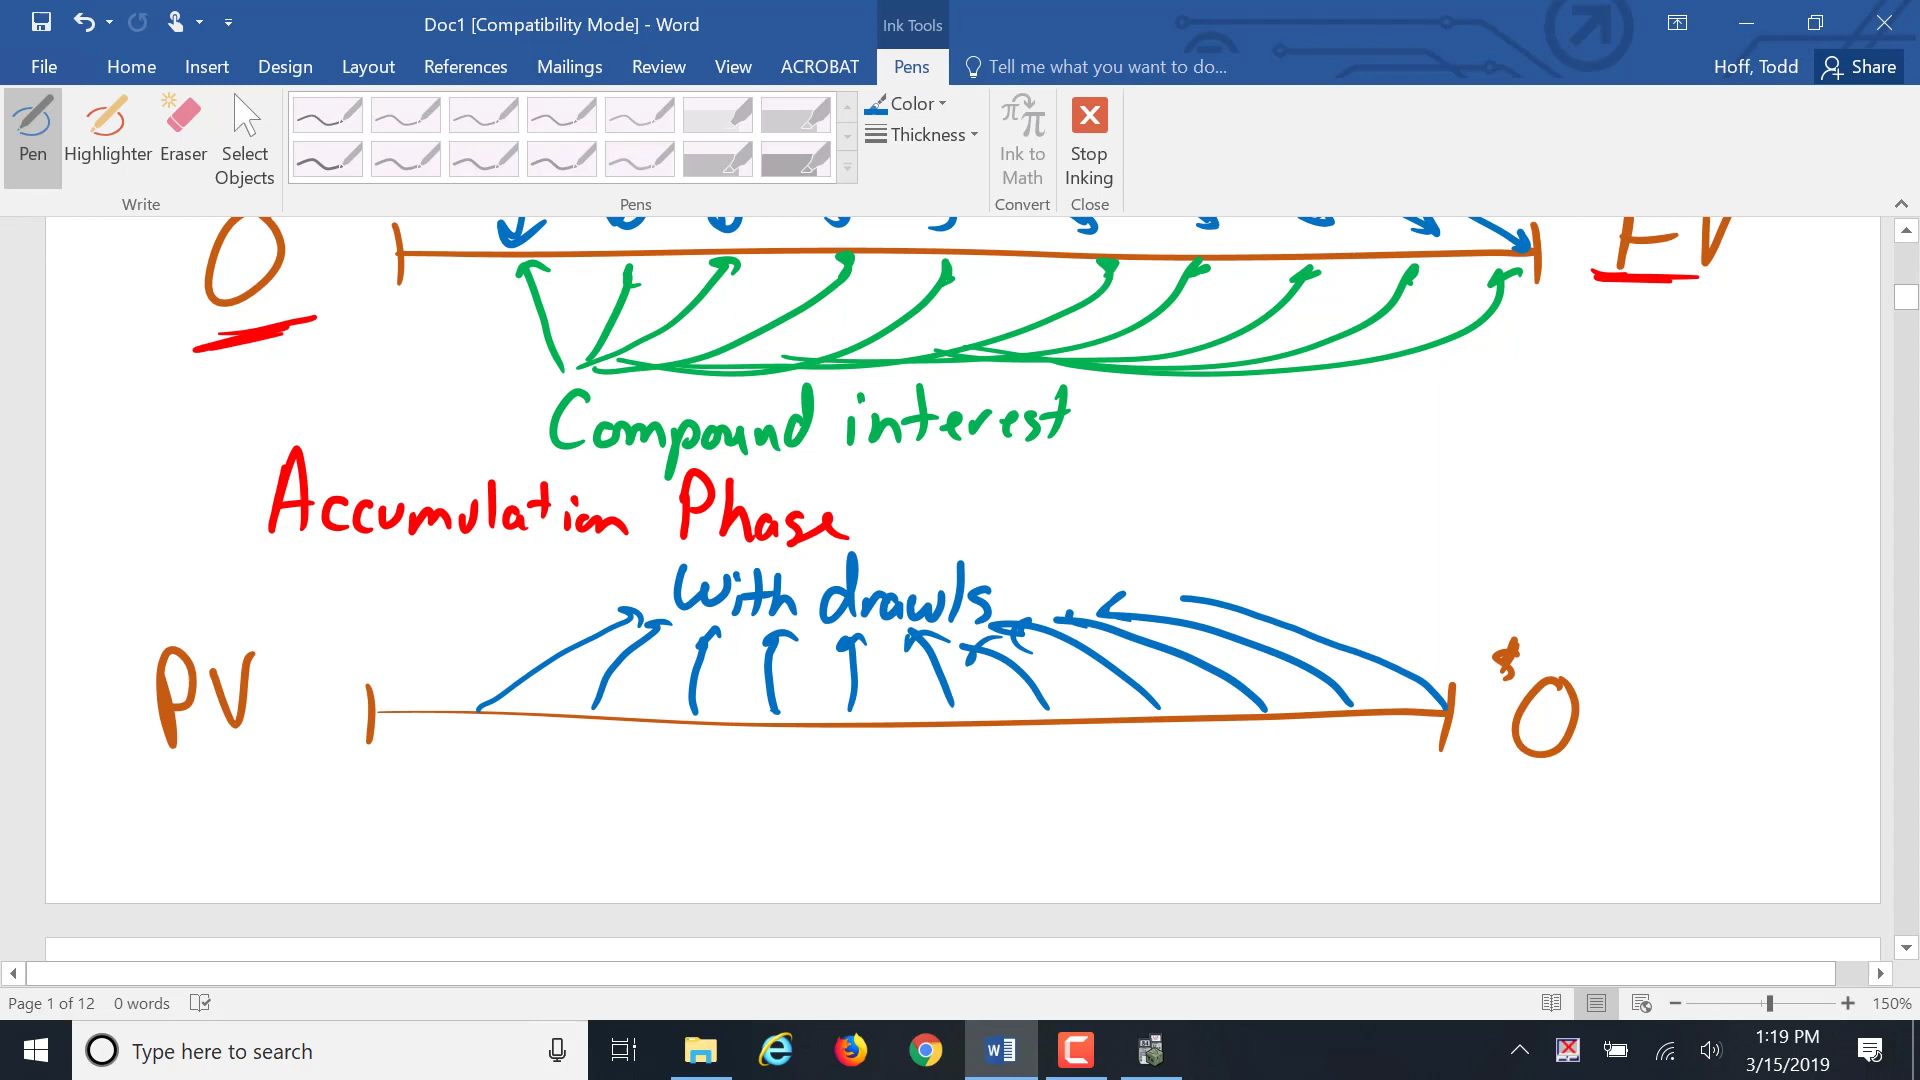 Doc1 [Compatibility Mode] - Word
Ink Tools
File Home Insert Design Layout References Mailings Review View ACROBAT Pens Tell me what you want to do... Hoff, Todd Share
Pen Highlighter Eraser Select Objects
Color
Thickness
Ink to Math
Stop Inking
Write Pens Convert Close
O FV
Compound interest
Accumulation Phase
With drawls
PV $0
Page 1 of 12 0 words 150%
Type here to search
1:19 PM
3/15/2019